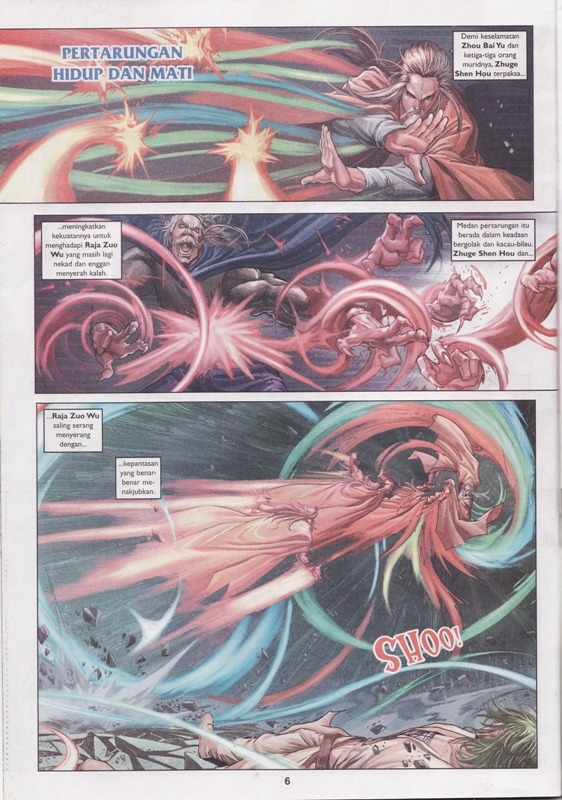 PERTARUNGAN
HIDUP DAN MATI
Demi keselamatan
Zhou Bai Yu dan
ketiga-tiga orang
muridnya, Zhuge
Shen Hou terpaksa...
...meningkatkan
kekuatannya untuk
menghadapi Raja Zuo
Wu yang masih lagi
nekad dan enggan
menyerah kalah.
Medan pertarungan itu
berada dalam keadaan
bergolak dan kacau-bilau,
Zhuge Shen Hou dan...
...Raja Zuo Wu
saling serang
menyerang
dengan...
...kepantasan
yang benar-
benar me-
nakjubkan.
SHOO!
6